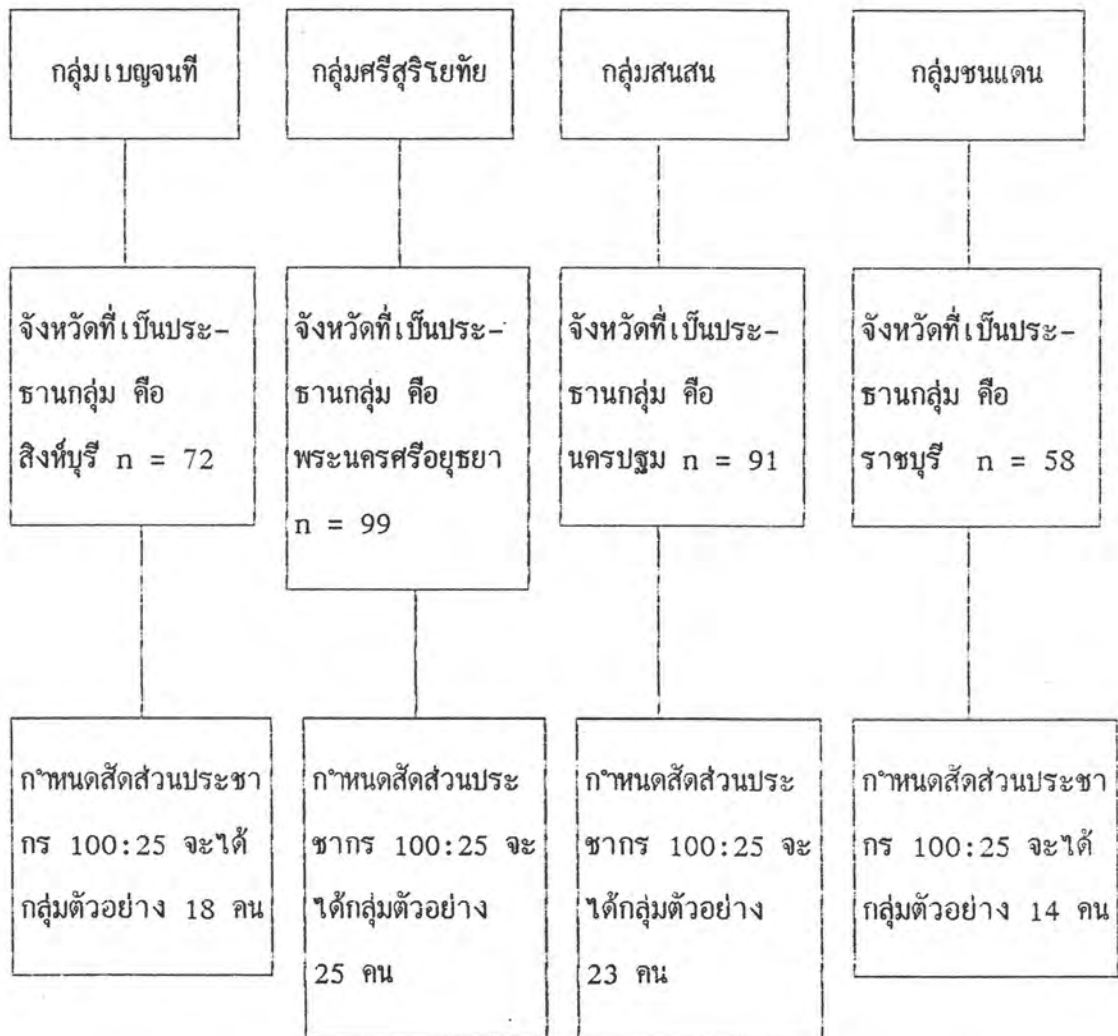 กลุ่มเบญจนที
กลุ่มศรีสุริโยทัย
กลุ่มสนสน
กลุ่มชนแดน
จังหวัดที่เป็นประ-
ธานกลุ่ม คือ
สิงห์บุรี n = 72
จังหวัดที่เป็นประ-
ธานกลุ่ม คือ
พระนครศรีอยุธยา
n = 99
จังหวัดที่เป็นประ-
ธานกลุ่ม คือ
นครปฐม n = 91
จังหวัดที่เป็นประ-
ธานกลุ่ม คือ
ราชบุรี n = 58
กำหนดสัดส่วนประชา
กร 100:25 จะได้
กลุ่มตัวอย่าง 18 คน
กำหนดสัดส่วนประ
ชากร 100:25 จะ
ได้กลุ่มตัวอย่าง
25 คน
กำหนดสัดส่วนประ
ชากร 100:25 จะ
ได้กลุ่มตัวอย่าง
23 คน
กำหนดสัดส่วนประชา
กร 100:25 จะได้
กลุ่มตัวอย่าง 14 คน